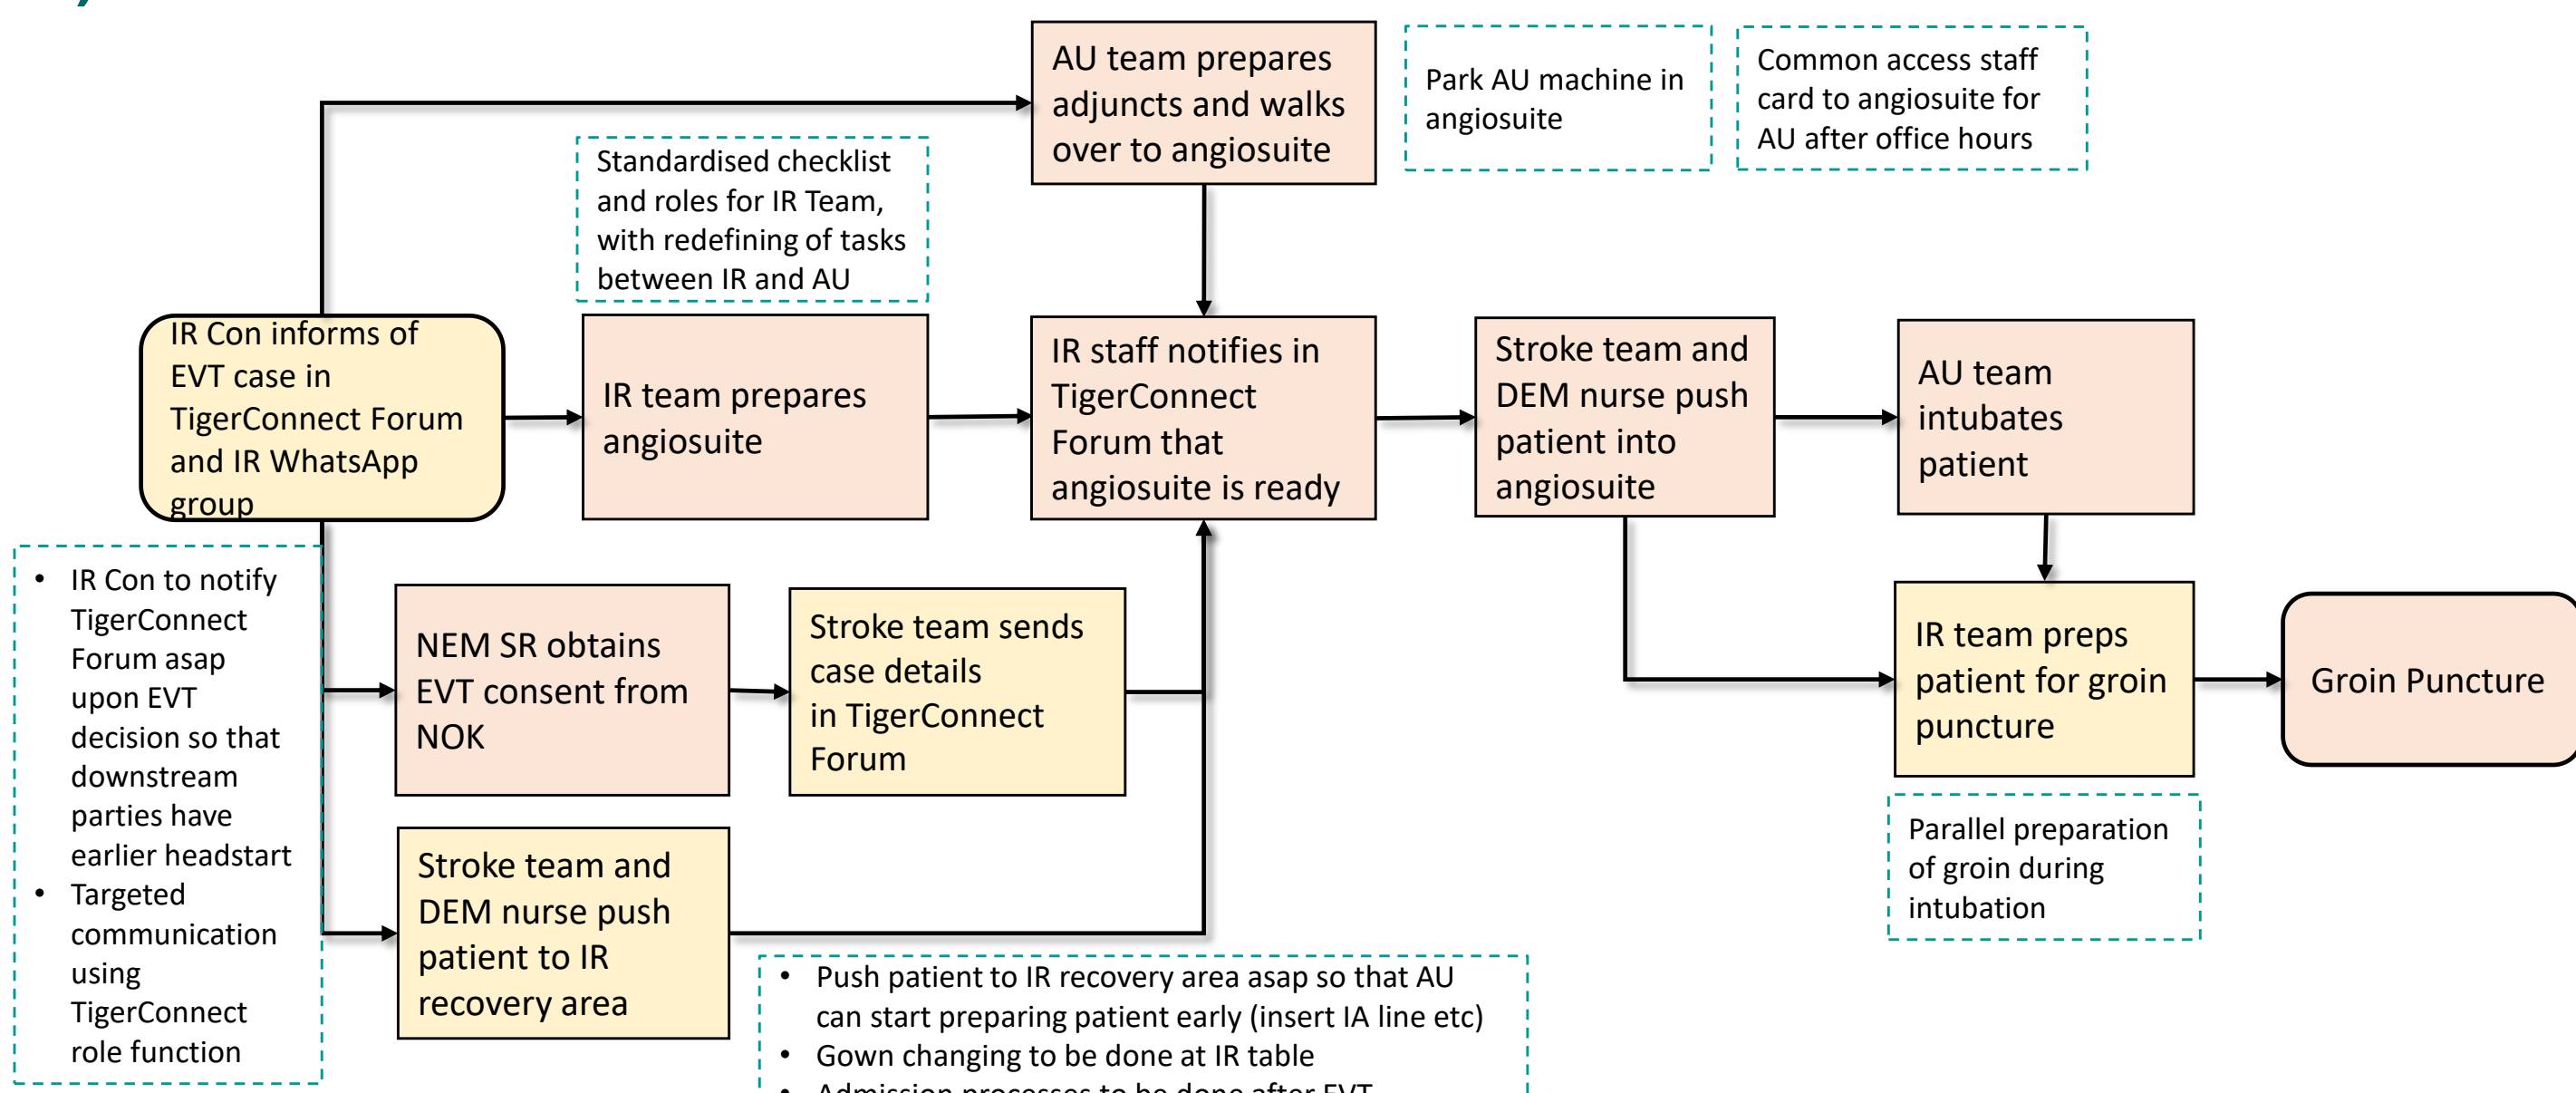 AU team prepares
adjuncts and walks
over to angiosuite
Park AU machine in
angiosuite
Common access staff
card to angiosuite for
AU after office hours
Standardised checklist
and roles for IR Team,
with redefining of tasks
between IR and AU
IR Con informs of
EVT case in
TigerConnect Forum
and IR WhatsApp
group
IR team prepares
angiosuite
IR staff notifies in
TigerConnect
Forum that
angiosuite is ready
Stroke team and
DEM nurse push
patient into
angiosuite
AU team
intubates
patient
• IR Con to notify
TigerConnect
Forum asap
upon EVT
decision so that
downstream
parties have
earlier headstart
• Targeted
communication
using
TigerConnect
role function
NEM SR obtains
EVT consent from
NOK
Stroke team sends
case details
in TigerConnect
Forum
IR team preps
patient for groin
puncture
Groin Puncture
Stroke team and
DEM nurse push
patient to IR
recovery area
Parallel preparation
of groin during
intubation
• Push patient to IR recovery area asap so that AU
can start preparing patient early (insert IA line etc)
• Gown changing to be done at IR table
• Admission processes to be done after EVT